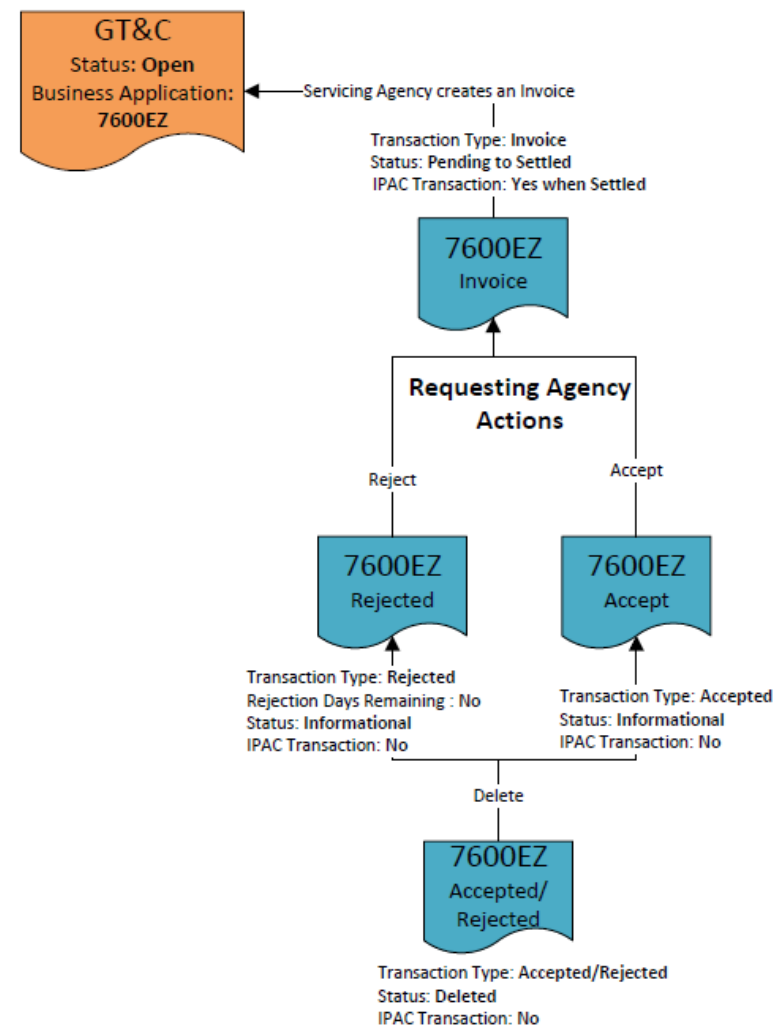 GT&C
Status: Open
Business Application:
7600EZ
Servicing Agency creates an Invoice
Transaction Type: Invoice
Status: Pending to Settled
IPAC Transaction: Yes when Settled
7600EZ
Invoice
Requesting Agency
Actions
Reject
Accept
7600EZ
Rejected
7600EZ
Accept
Transaction Type: Rejected
Rejection Days Remaining : No
Status: Informational
IPAC Transaction: No
Transaction Type: Accepted
Status: Informational
IPAC Transaction: No
Delete
7600EZ
Accepted/
Rejected
Transaction Type: Accepted/Rejected
Status: Deleted
IPAC Transaction: No